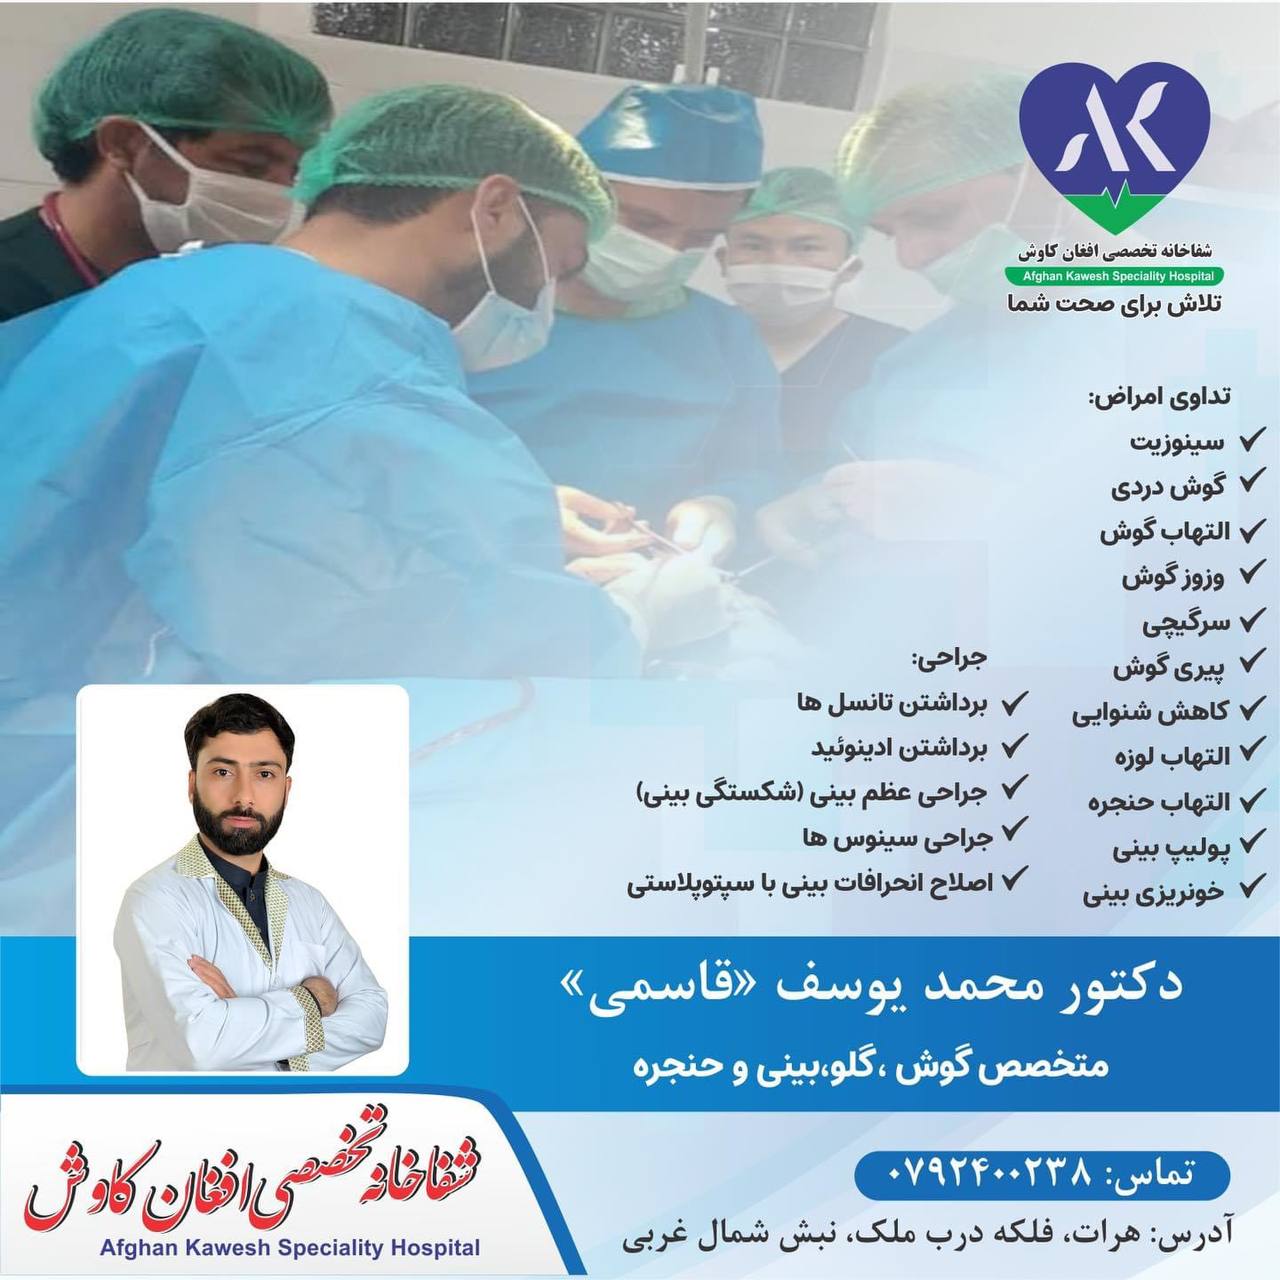 AK
شفاخانه تخصصی افغان کاوش
Afghan Kawesh Speciality Hospital
تلاش برای صحت شما
تداوی امراض:
سینوزیت
گوش دردی
التهاب گوش
وزوز گوش
سرگیچی
پیری گوش
کاهش شنوایی
التهاب لوزه
التهاب حنجره
پولیپ بینی
خونریزی بینی
جراحی:
برداشتن تانسل ها
برداشتن ادینوئید
جراحی عظم بینی (شکستگی بینی)
جراحی سینوس ها
اصلاح انحرافات بینی با سپتوپلاستی
دکتور محمد یوسف «قاسمی»
متخصص گوش ،گلو،بینی و حنجره
تماس: ۰۷۹۲۴۰۰۲۳۸
آدرس: هرات، فلکه درب ملک، نبش شمال غربی
شفاخانه تخصصی افغان کاوش
Afghan Kawesh Speciality Hospital